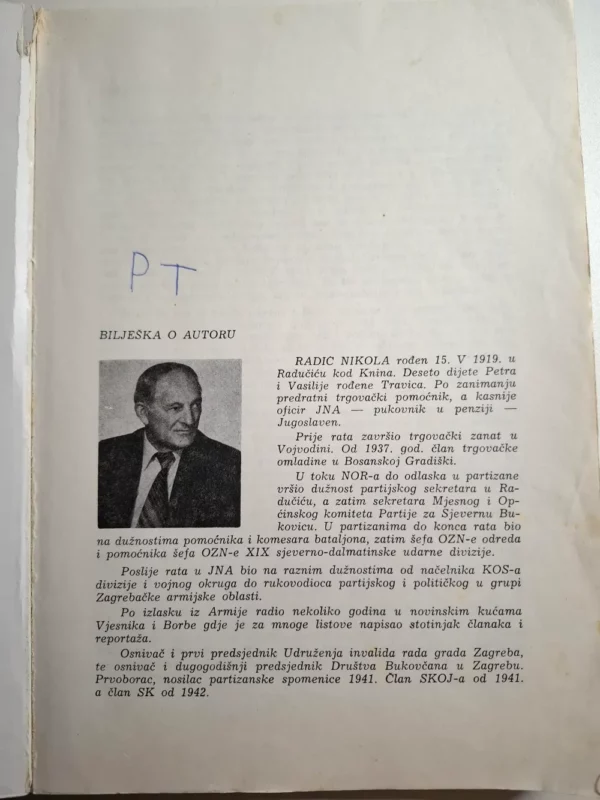 PT
BILJEŠKA O AUTORU
RADIĆ NIKOLA rođen 15. V 1919. u
Radučiću kod Knina. Deseto dijete Petra
i Vasilije rođene Travica. Po zanimanju
predratni trgovački pomoćnik, a kasnije
oficir JNA — pukovnik u penziji —
Jugoslaven.
Prije rata završio trgovački zanat u
Vojvodini. Od 1937. god. član trgovačke
omladine u Bosanskoj Gradiški.
U toku NOR-a do odlaska u partizane
vršio dužnost partijskog sekretara u Ra-
dučiću, a zatim sekretara Mjesnog i Op-
ćinskog komiteta Partije za Sjevernu Bu-
kovicu. U partizanima do konca rata bio
na dužnostima pomoćnika i komesara bataljona, zatim šefa OZN-e odreda
i pomoćnika šefa OZN-e XIX sjeverno-dalmatinske udarne divizije.
Poslije rata u JNA bio na raznim dužnostima od načelnika KOS-a
divizije i vojnog okruga do rukovodioca partijskog i političkog u grupi
Zagrebačke armijske oblasti.
Po izlasku iz Armije radio nekoliko godina u novinskim kućama
Vjesnika i Borbe gdje je za mnoge listove napisao stotinjak članaka i
reportaža.
Osnivač i prvi predsjednik Udruženja invalida rada grada Zagreba,
te osnivač i dugogodišnji predsjednik Društva Bukovčana u Zagrebu.
Prvoborac, nosilac partizanske spomenice 1941. Član SKOJ-a od 1941.
a član SK od 1942.